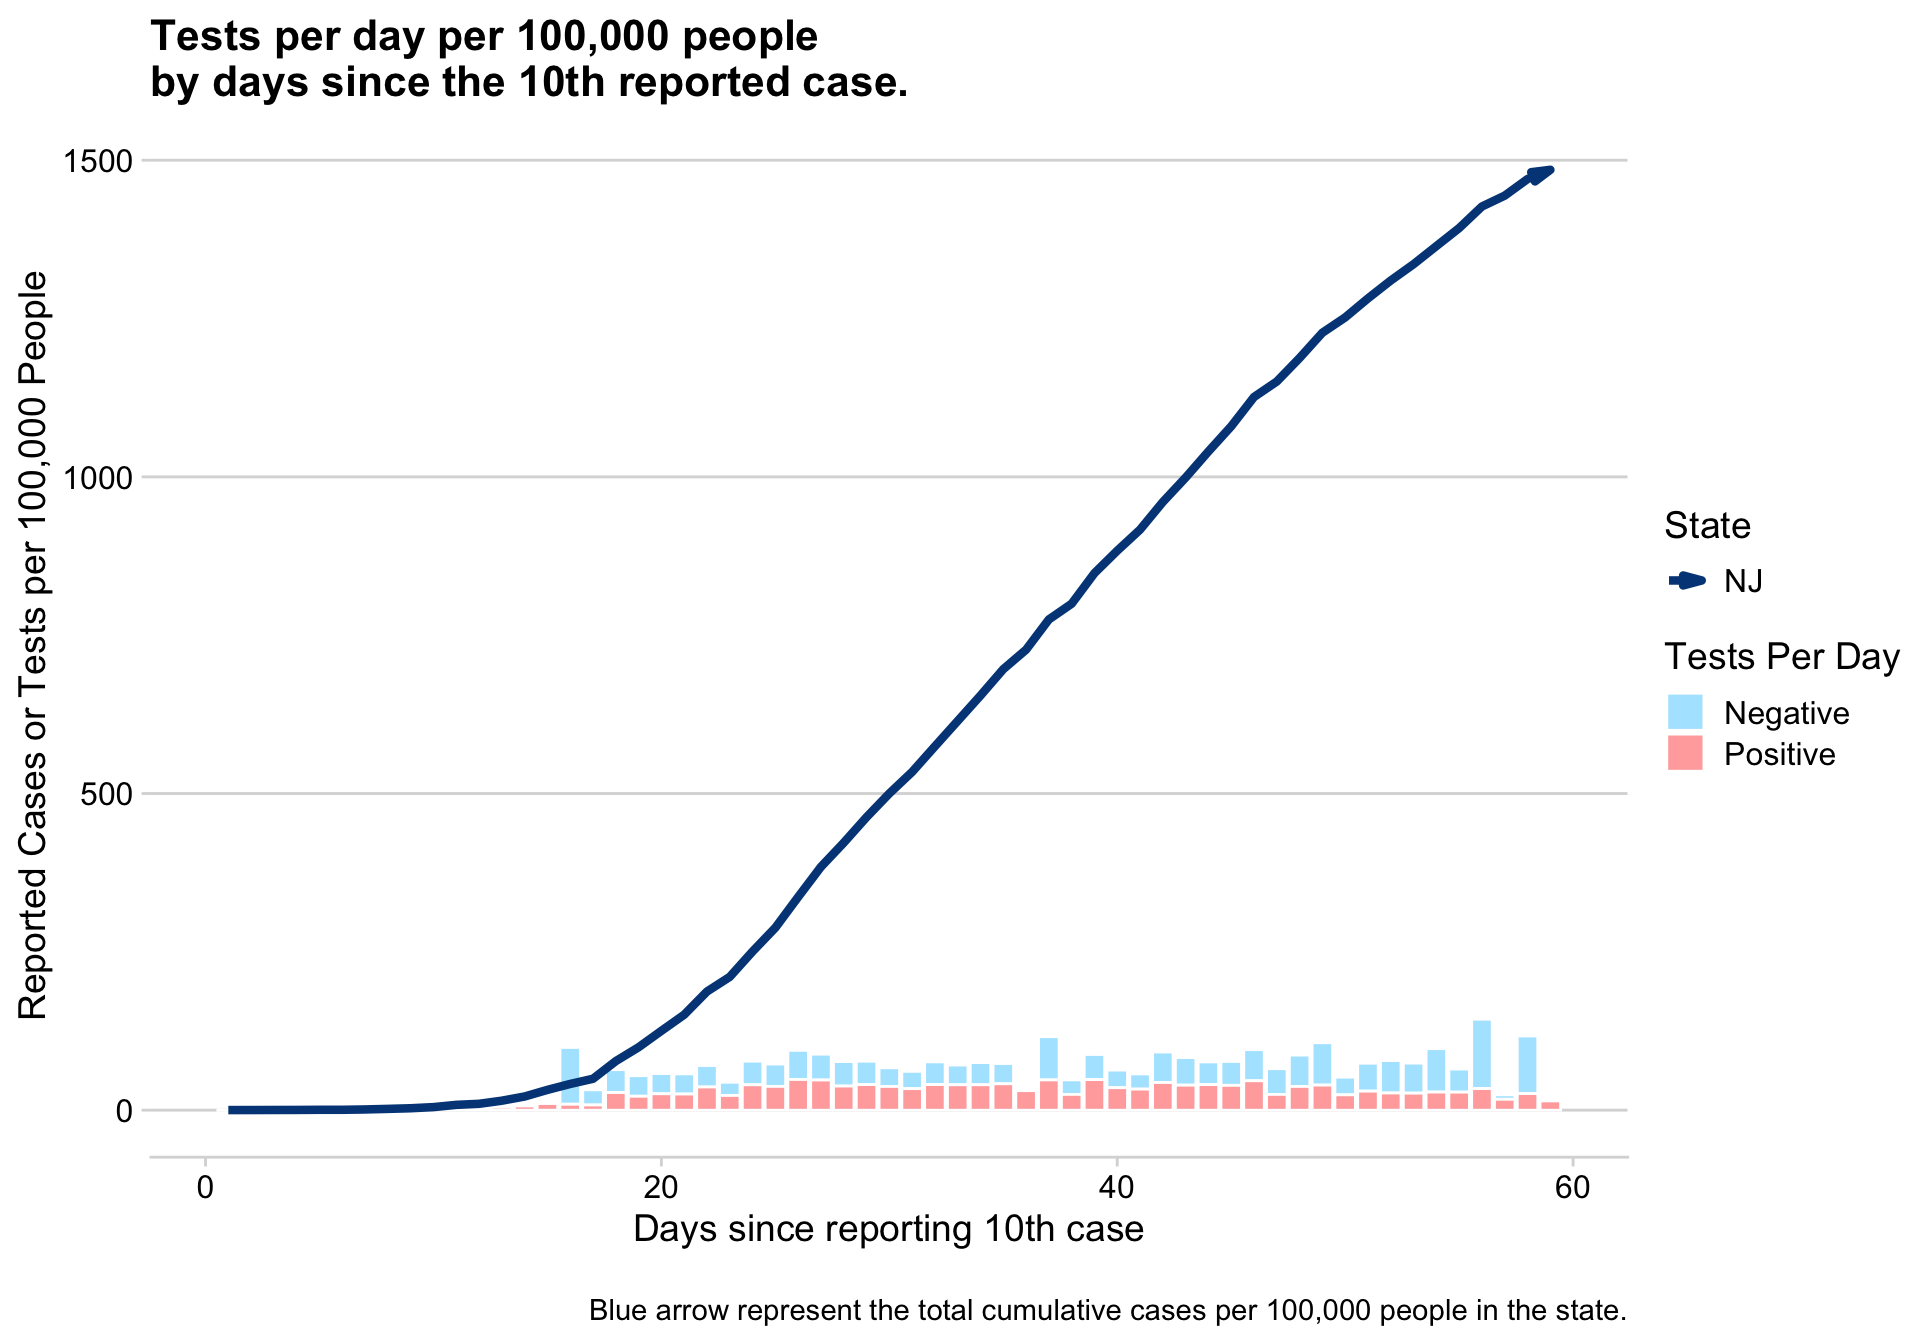 Tests per day per 100,000 people
by days since the 10th reported case.
Reported Cases or Tests per 100,000 People
1500
1000
500
0
0
20
40
60
Days since reporting 10th case
State
NJ
Tests Per Day
Negative
Positive
Blue arrow represent the total cumulative cases per 100,000 people in the state.